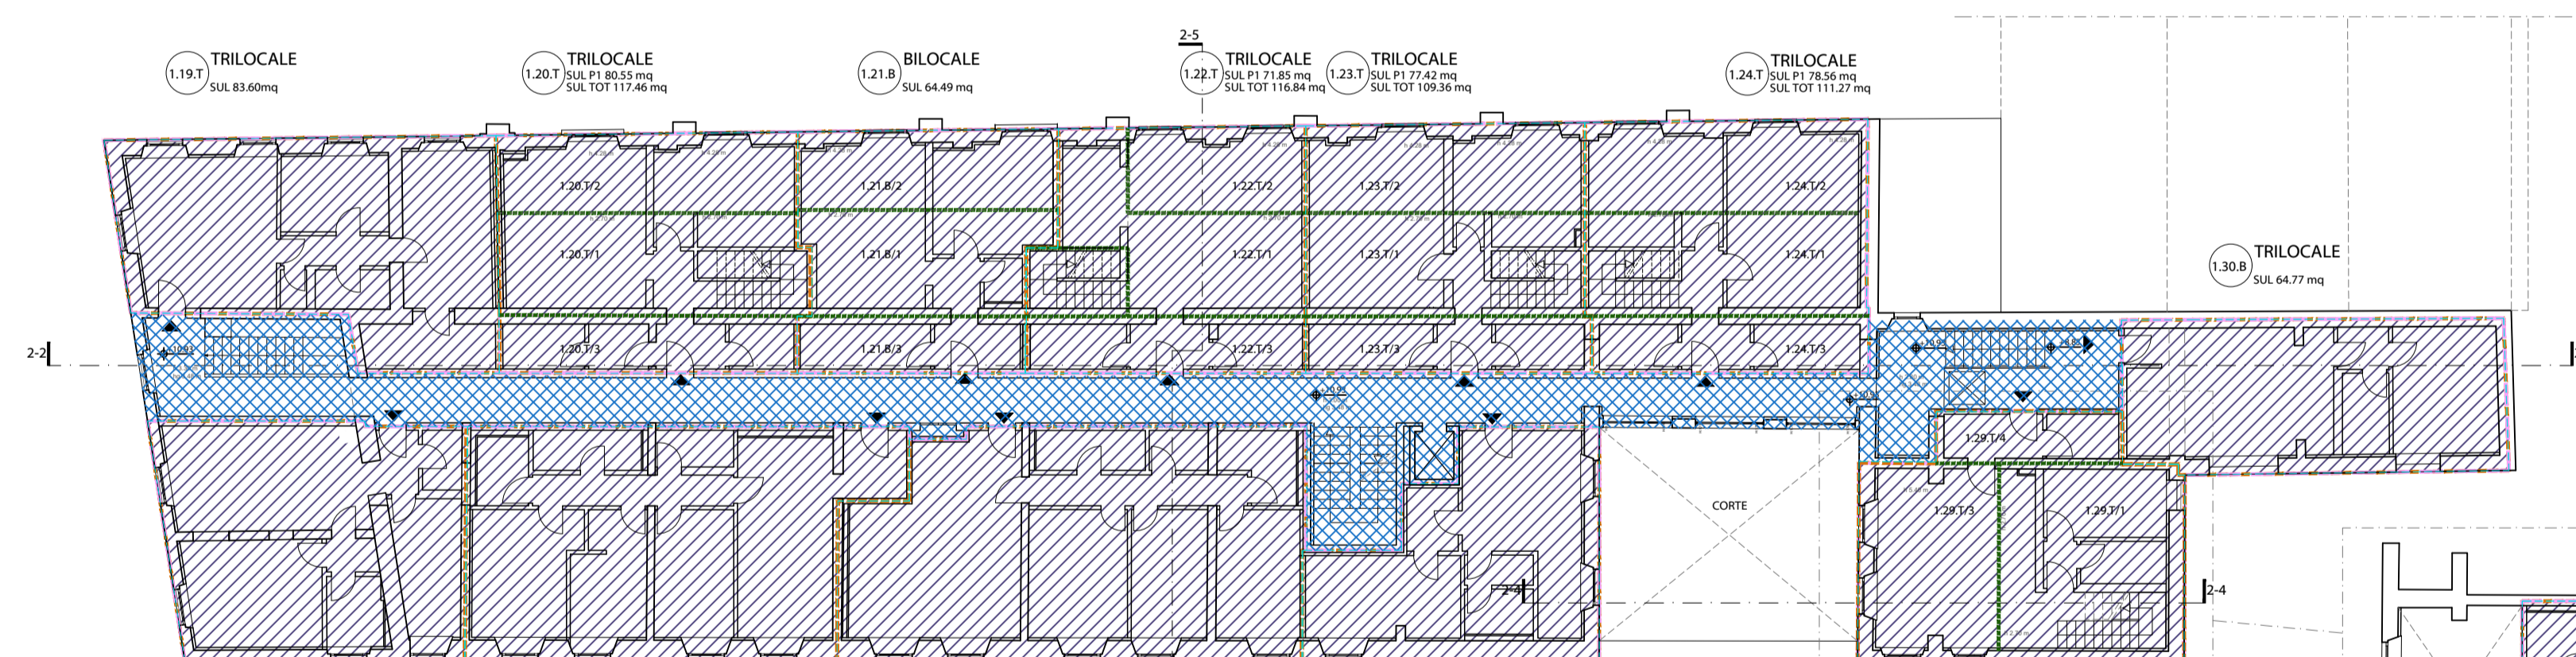 2-5
1.19.T TRILOCALE
SUL 83.60mq
1.20.T TRILOCALE
SUL P1 80.55 mq
SUL TOT 117.46 mq
1.21.B BILOCALE
SUL 64.49 mq
1.22.T TRILOCALE
SUL P1 71.85 mq
SUL TOT 116.84 mq
1.23.T TRILOCALE
SUL P1 77.42 mq
SUL TOT 109.36 mq
1.24.T TRILOCALE
SUL P1 78.56 mq
SUL TOT 111.27 mq
1.20.T/2
1.21.B/2
1.22.T/2
1.23.T/2
1.24.T/2
1.20.T/1
1.21.B/1
1.22.T/1
1.23.T/1
1.24.T/1
1.30.B TRILOCALE
SUL 64.77 mq
2-2
1.20.T/3
1.21.B/3
1.22.T/3
1.23.T/3
1.24.T/3
1.29.T/4
CORTE
1.29.T/3
1.29.T/1
2-4
2-4